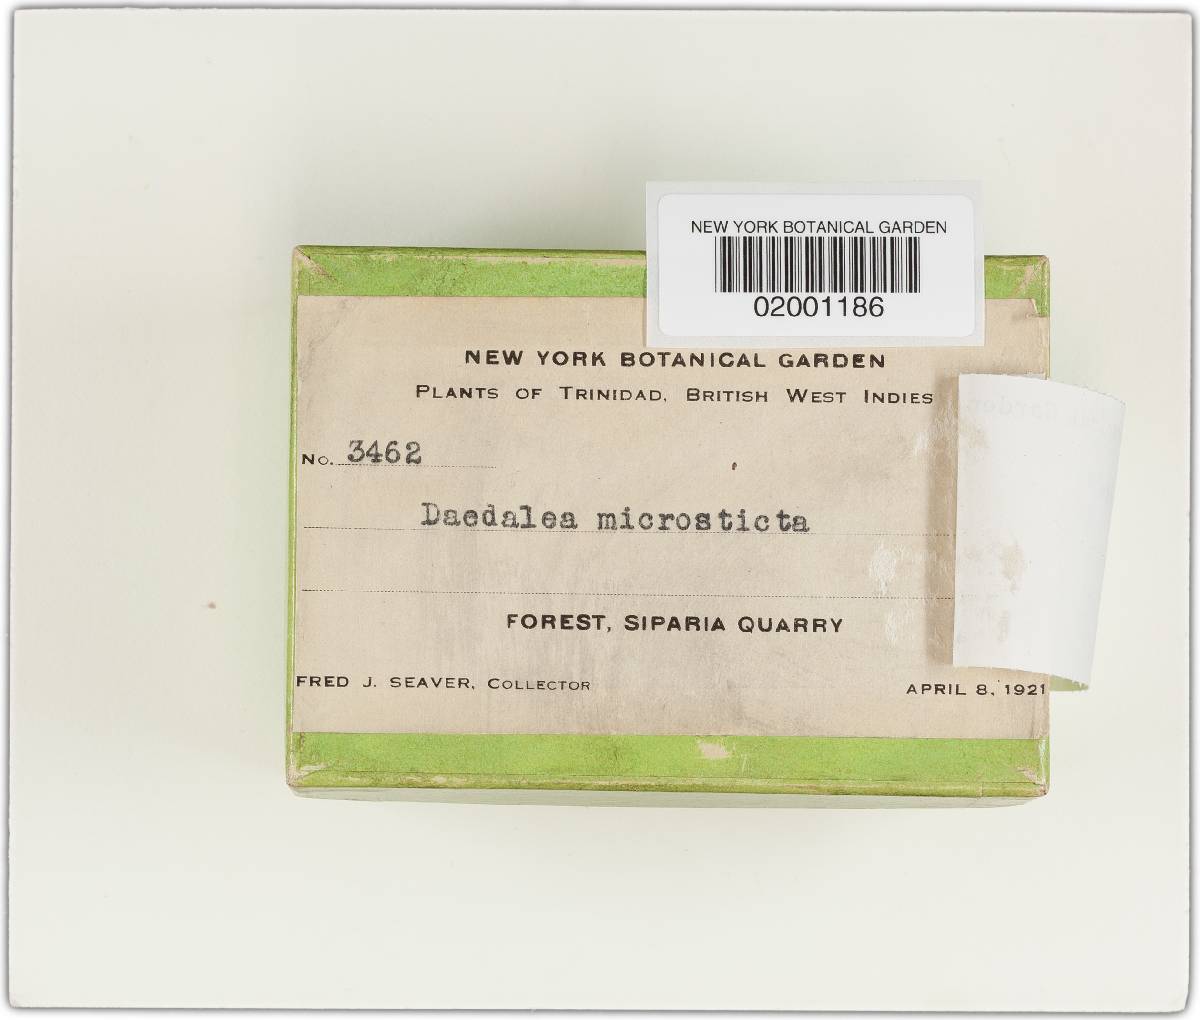 NEW YORK BOTANICAL GARDEN
02001186
NEW YORK BOTANICAL GARDEN
PLANTS OF TRINIDAD, BRITISH WEST INDIES
No. 3462
Daedalea microsticta
FOREST, SIPARIA QUARRY
FRED J. SEAVER, COLLECTOR APRIL 8, 1921